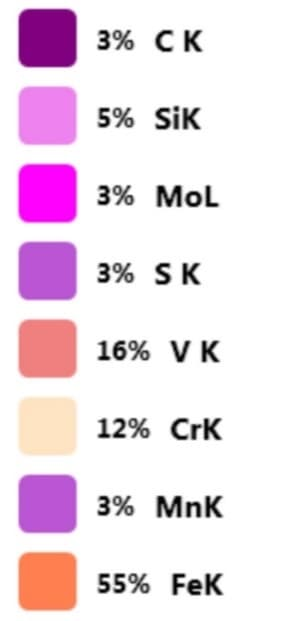 3% C K
5% SiK
3% MoL
3% S K
16% V K
12% CrK
3% MnK
55% FeK